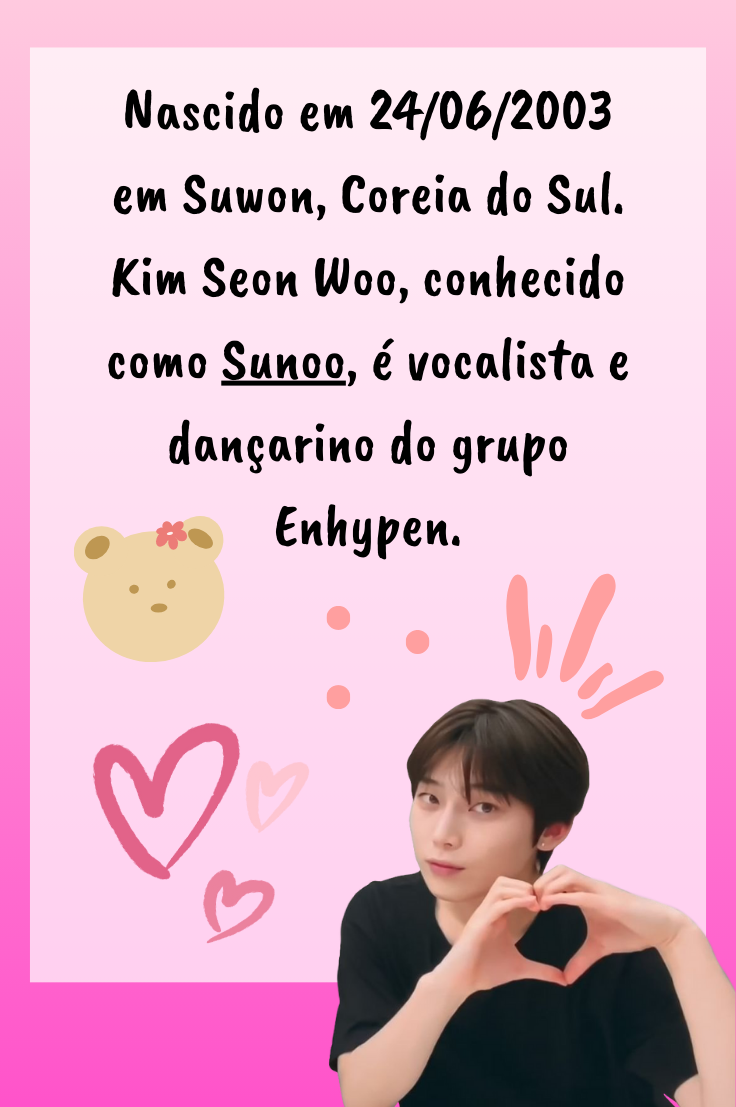 Nascido em 24/06/2003
em Suwon, Coreia do Sul.
Kim Seon Woo, conhecido
como Sunoo, é vocalista e
dançarino do grupo
Enhypen.